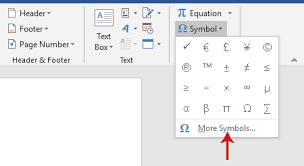 Header
Footer
Page Number
Header & Footer
Text
Box
Text
Equation
Symbol
✓ € £ ¥ ©
® ™ ± ≠ ≤
≥ ÷ × ∞ µ
α β π Ω Σ
More Symbols...